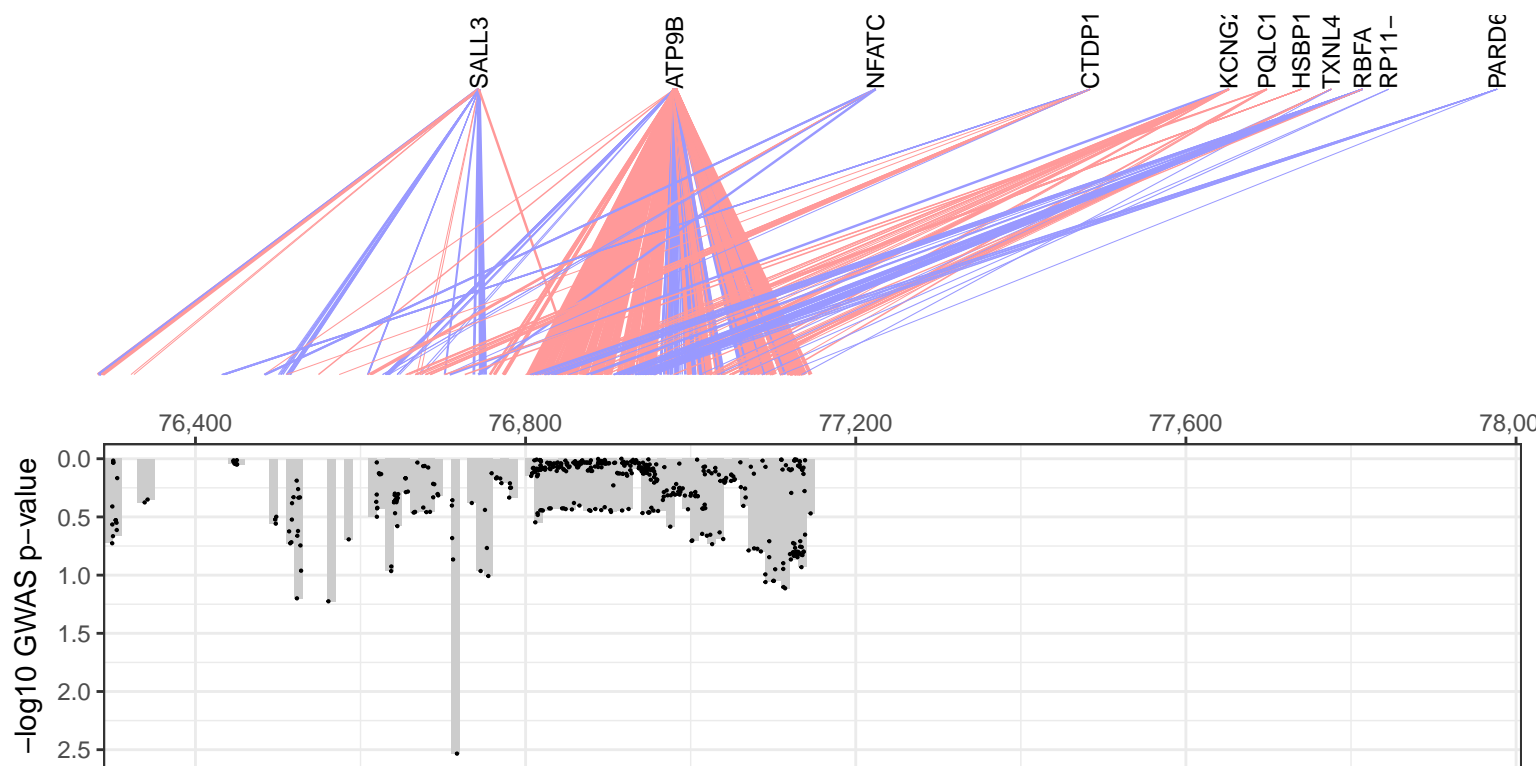 SALL3
ATP9B
NFATC
CTDP1
KCNG2
PQLC1
HSBP1
TXNL4
RBFA
RP11−
PARD6
76,400
76,800
77,200
77,600
78,00
−log10 GWAS p−value
0.0
0.5
1.0
1.5
2.0
2.5